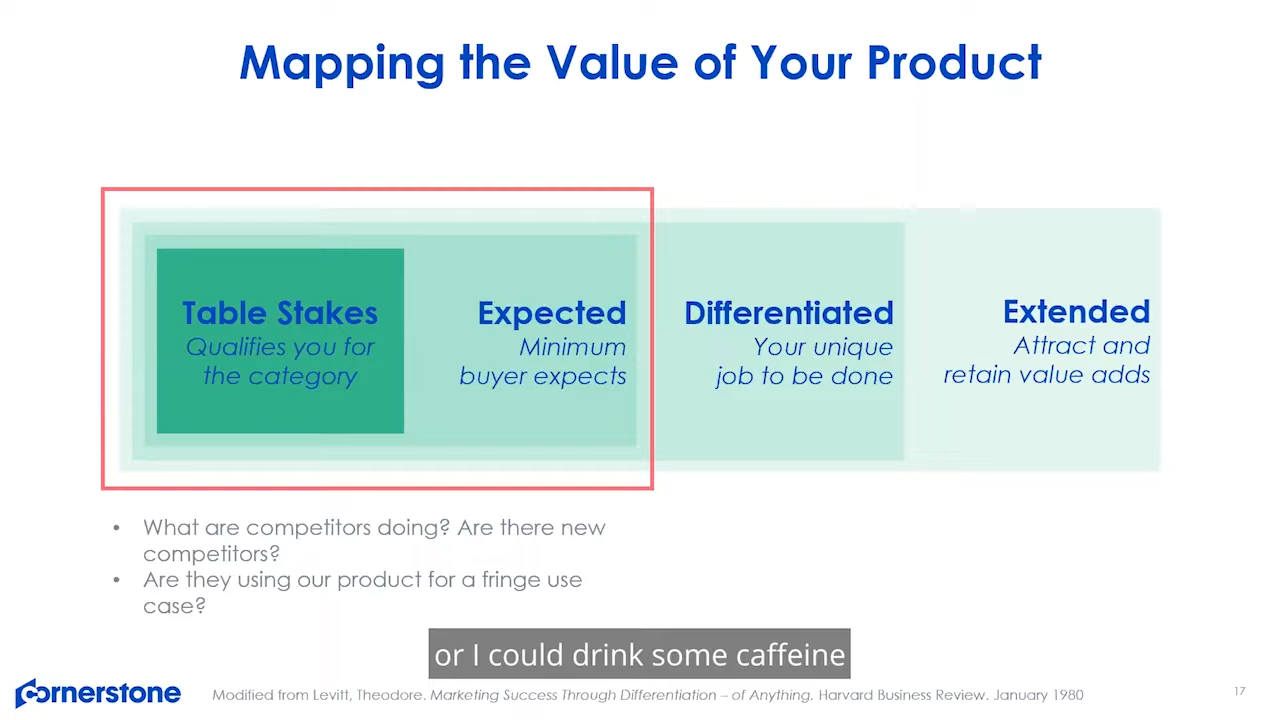 Mapping the Value of Your Product
Table Stakes
Qualifies you for
the category
Expected
Minimum
buyer expects
Differentiated
Your unique
job to be done
Extended
Attract and
retain value adds
• What are competitors doing? Are there new
competitors?
• Are they using our product for a fringe use
case?
or I could drink some caffeine
cornerstone
Modified from Levitt, Theodore. Marketing Success Through Differentiation – of Anything. Harvard Business Review. January 1980
17